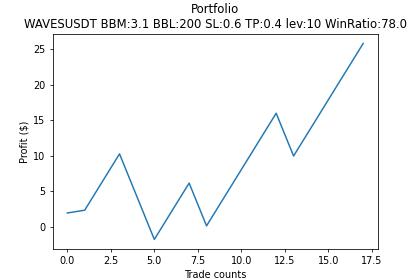 Portfolio
WAVESUSDT BBM:3.1 BBL:200 SL:0.6 TP:0.4 lev:10 WinRatio:78.0
Profit ($)
25
20
15
10
5
0
0.0 2.5 5.0 7.5 10.0 12.5 15.0 17.5
Trade counts